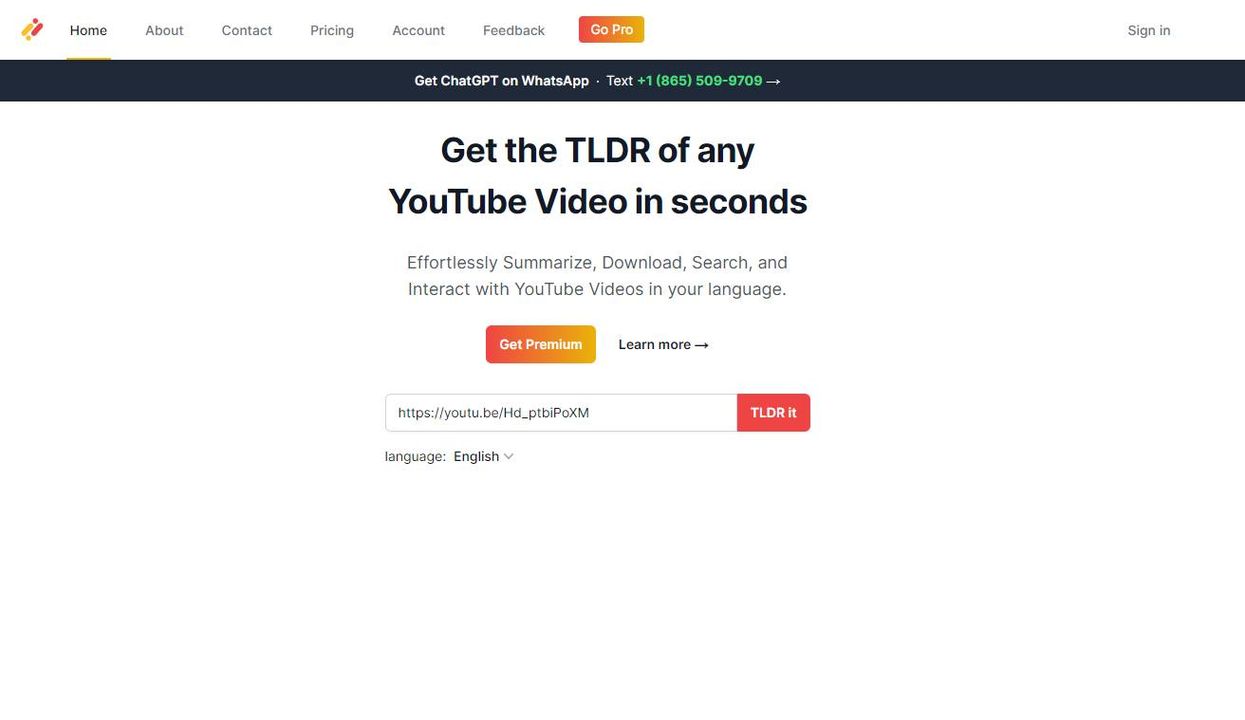 Home About Contact Pricing Account Feedback Go Pro Sign in
Get ChatGPT on WhatsApp · Text +1 (865) 509-9709 →
Get the TLDR of any
YouTube Video in seconds
Effortlessly Summarize, Download, Search, and
Interact with YouTube Videos in your language.
Get Premium Learn more →
https://youtu.be/Hd_ptbiPoXM TLDR it
language: English